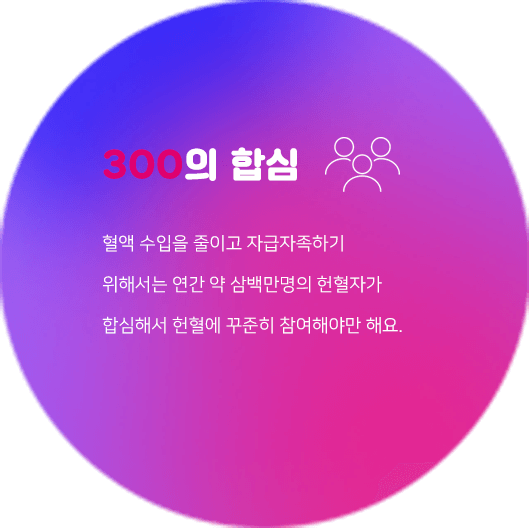 300의 합심
혈액 수입을 줄이고 자급자족하기
위해서는 연간 약 삼백만명의 헌혈자가
합심해서 헌혈에 꾸준히 참여해야만 해요.